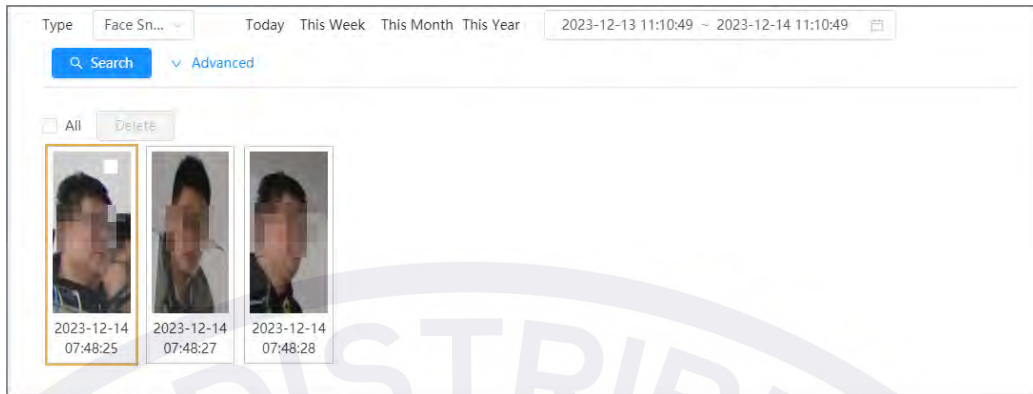 Type Face Sn... Today This Week This Month This Year 2023-12-13 11:10:49 ~ 2023-12-14 11:10:49
Search Advanced
All Delete
2023-12-14 07:48:25
2023-12-14 07:48:27
2023-12-14 07:48:28
DISTRIB